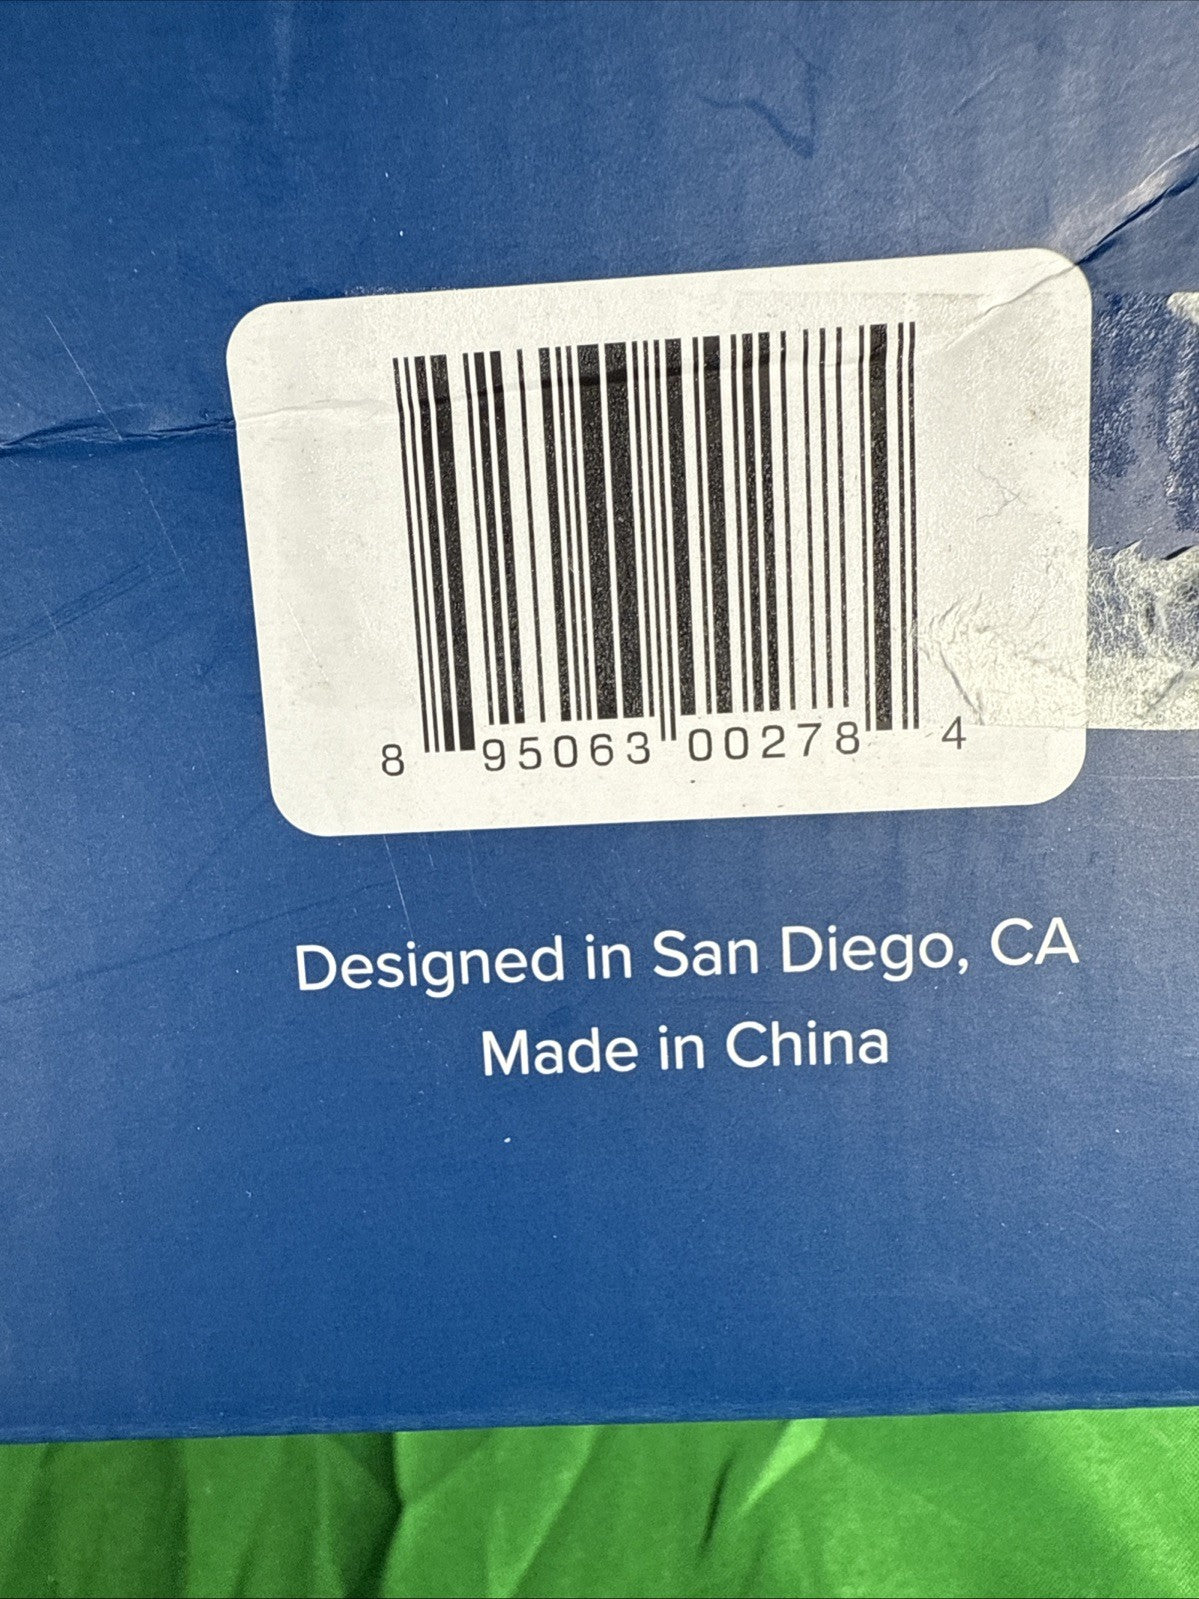 8 95063 00278 4
Designed in San Diego, CA
Made in China